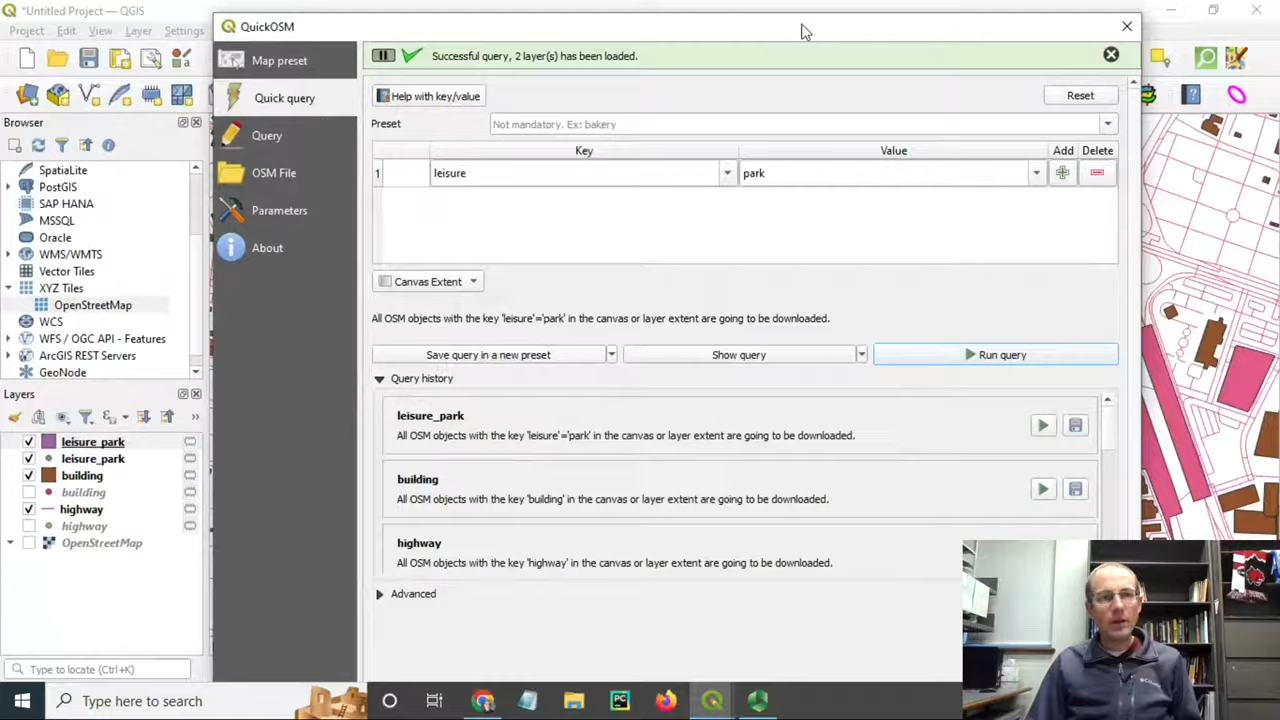 *Untitled Project — QGIS
Project Edit View Layer Settings
QuickOSM
Map preset
Quick query
Query
OSM File
Parameters
About
Successful query, 2 layer(s) has been loaded.
Help with key/value
Reset
Preset
Not mandatory. Ex: bakery
Key Value Add Delete
1 leisure park
Canvas Extent
All OSM objects with the key 'leisure'='park' in the canvas or layer extent are going to be downloaded.
Save query in a new preset
Show query
Run query
Query history
leisure_park
All OSM objects with the key 'leisure'='park' in the canvas or layer extent are going to be downloaded.
building
All OSM objects with the key 'building' in the canvas or layer extent are going to be downloaded.
highway
All OSM objects with the key 'highway' in the canvas or layer extent are going to be downloaded.
Advanced
Browser
SpatiaLite
PostGIS
SAP HANA
MSSQL
Oracle
WMS/WMTS
Vector Tiles
XYZ Tiles
OpenStreetMap
WCS
WFS / OGC API - Features
ArcGIS REST Servers
GeoNode
Layers
leisure_park
leisure_park
building
building
highway
highway
OpenStreetMap
Type to locate (Ctrl+K)
Type here to search
PC